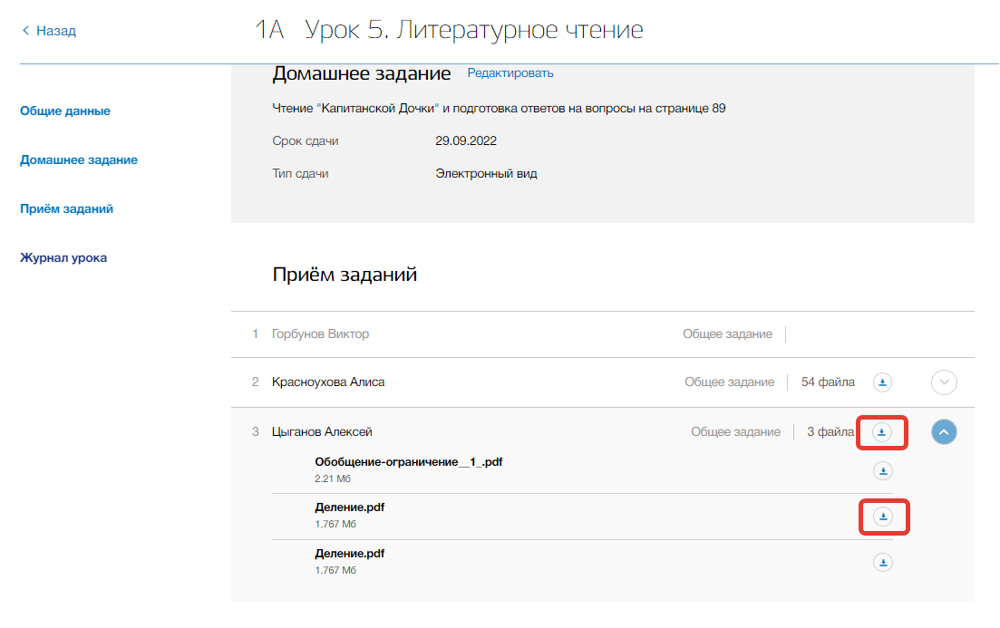 Назад
1А Урок 5. Литературное чтение
Домашнее задание Редактировать
Общие данные
Чтение "Капитанской Дочки" и подготовка ответов на вопросы на странице 89
Срок сдачи 29.09.2022
Домашнее задание
Тип сдачи Электронный вид
Приём заданий
Журнал урока
Приём заданий
1 Горбунов Виктор Общее задание
2 Красноухова Алиса Общее задание 54 файла
3 Цыганов Алексей Общее задание 3 файла
Обобщение-ограничение__1_.pdf
2.21 Мб
Деление.pdf
1.767 Мб
Деление.pdf
1.767 Мб